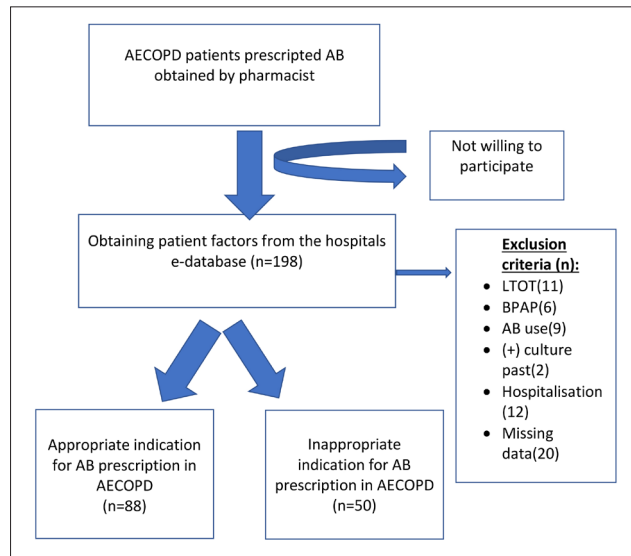 AECOPD patients prescripted AB
obtained by pharmacist
Not willing to
participate
Obtaining patient factors from the hospitals
e-database (n=198)
Exclusion
criteria (n):
• LTOT(11)
• BPAP(6)
• AB use(9)
• (+) culture
past(2)
• Hospitalisation
(12)
• Missing
data(20)
Appropriate indication
for AB prescription in
AECOPD
(n=88)
Inappropriate
indication for AB
prescription in AECOPD
(n=50)